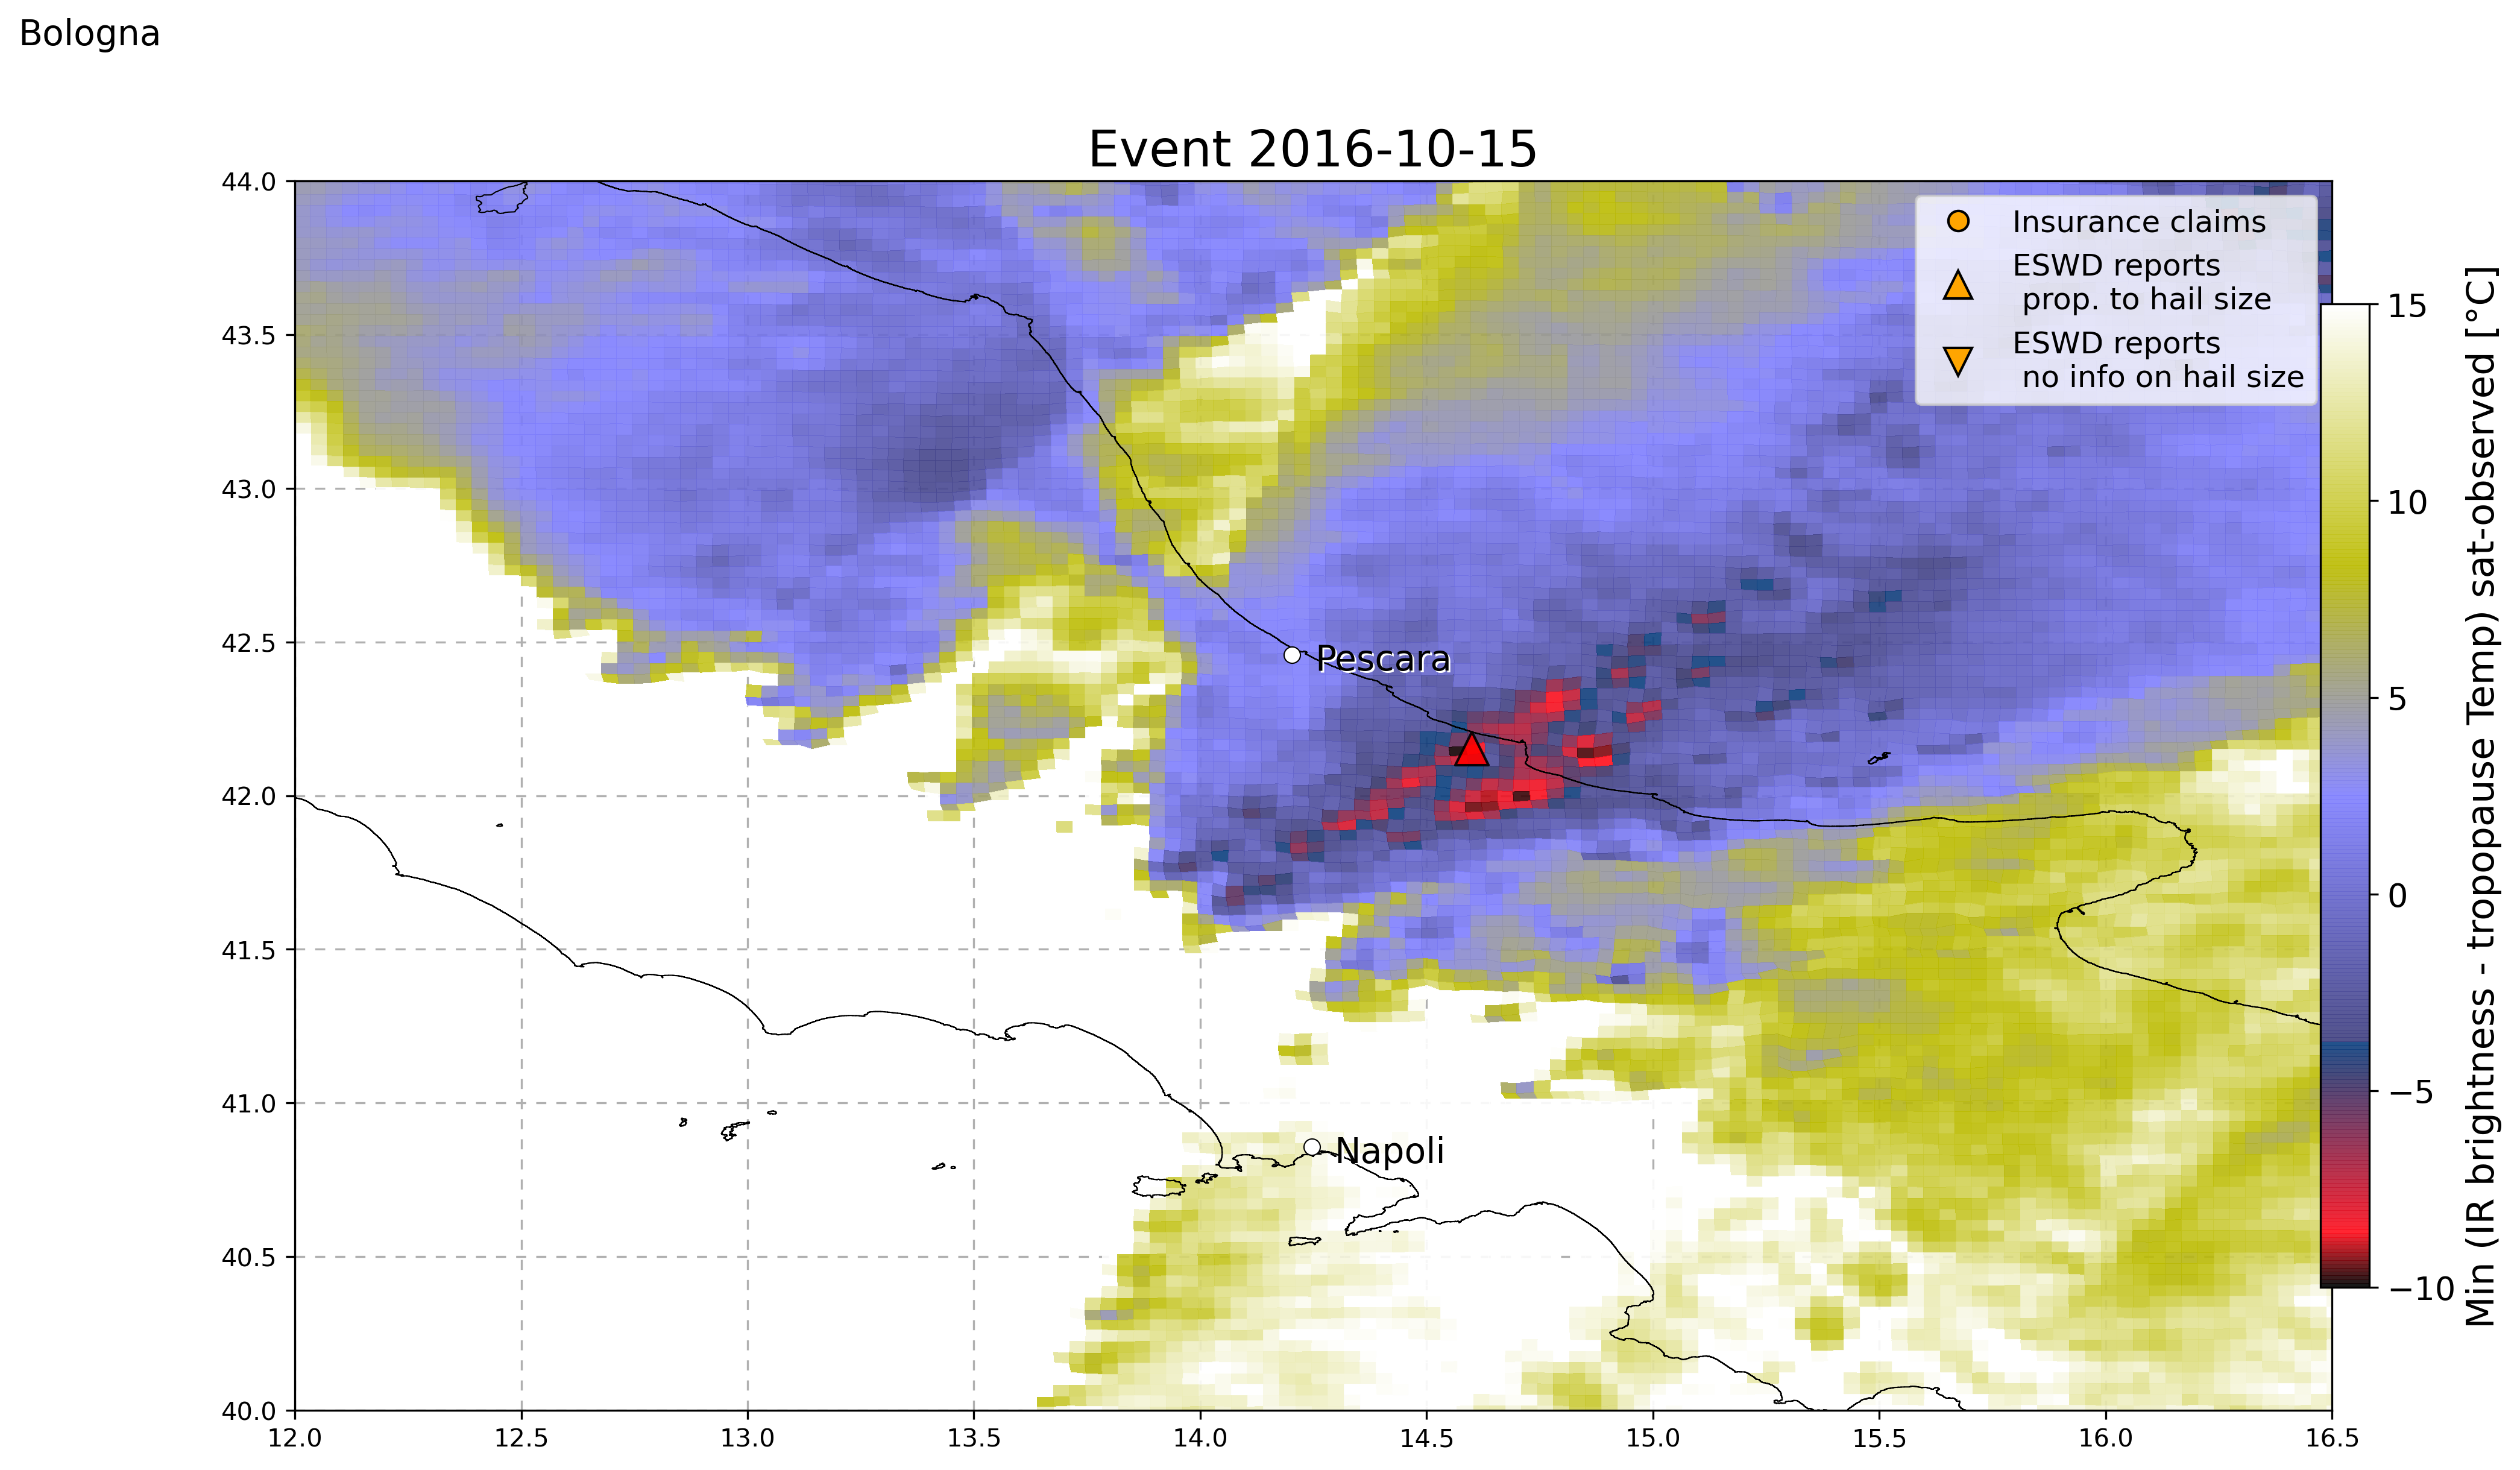 Bologna
Event 2016-10-15
44.0
43.5
43.0
42.5
42.0
41.5
41.0
40.5
40.0
12.0
12.5
13.0
13.5
14.0
14.5
15.0
15.5
16.0
16.5
Insurance claims
ESWD reports
prop. to hail size
ESWD reports
no info on hail size
Pescara
Napoli
15
10
5
0
−5
−10
Min (IR brightness - tropopause Temp) sat-observed [°C]